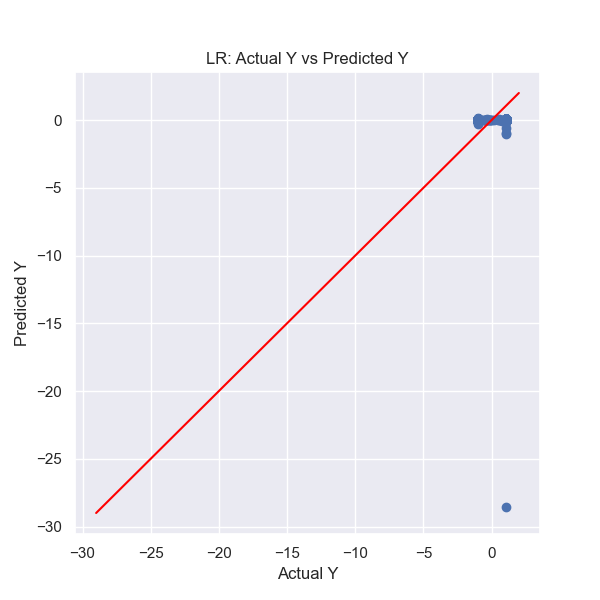 LR: Actual Y vs Predicted Y
0
−5
−10
−15
−20
−25
−30
Predicted Y
−30 −25 −20 −15 −10 −5 0
Actual Y